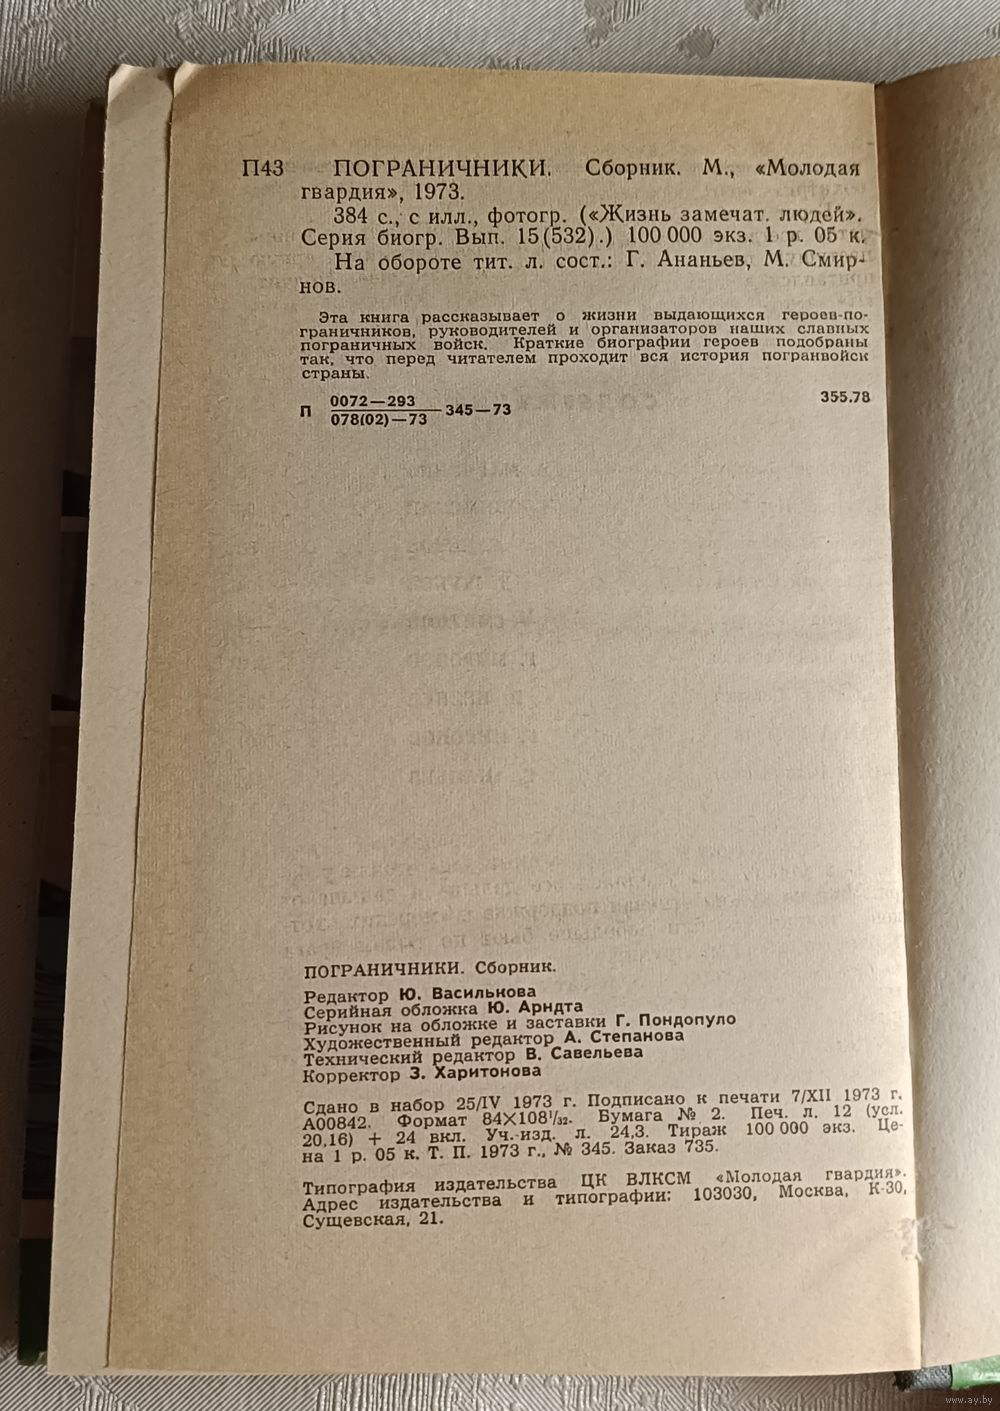 П43 ПОГРАНИЧНИКИ. Сборник. М., «Молодая
гвардия», 1973.
384 с., с илл., фотогр. («Жизнь замечат. людей».
Серия биогр. Вып. 15(532).) 100 000 экз. 1 р. 05 к.
На обороте тит. л. сост.: Г. Ананьев, М. Смир-
нов.
Эта книга рассказывает о жизни выдающихся героев-по-
граничников, руководителей и организаторов наших славных
пограничных войск. Краткие биографии героев подобраны
так, что перед читателем проходит вся история погранвойск
страны.
П 0072—293
078(02)—73 —345—73
355.78
ПОГРАНИЧНИКИ. Сборник.
Редактор Ю. Василькова
Серийная обложка Ю. Арндта
Рисунок на обложке и заставки Г. Пондопуло
Художественный редактор А. Степанова
Технический редактор В. Савельева
Корректор З. Харитонова
Сдано в набор 25/IV 1973 г. Подписано к печати 7/XII 1973 г.
А00842. Формат 84×108¹/₃₂. Бумага № 2. Печ. л. 12 (усл.
20,16) + 24 вкл. Уч.-изд. л. 24,3. Тираж 100 000 экз. Це-
на 1 р. 05 к. Т. П. 1973 г., № 345. Заказ 735.
Типография издательства ЦК ВЛКСМ «Молодая гвардия».
Адрес издательства и типографии: 103030, Москва, К-30,
Сущевская, 21.
www.ay.by